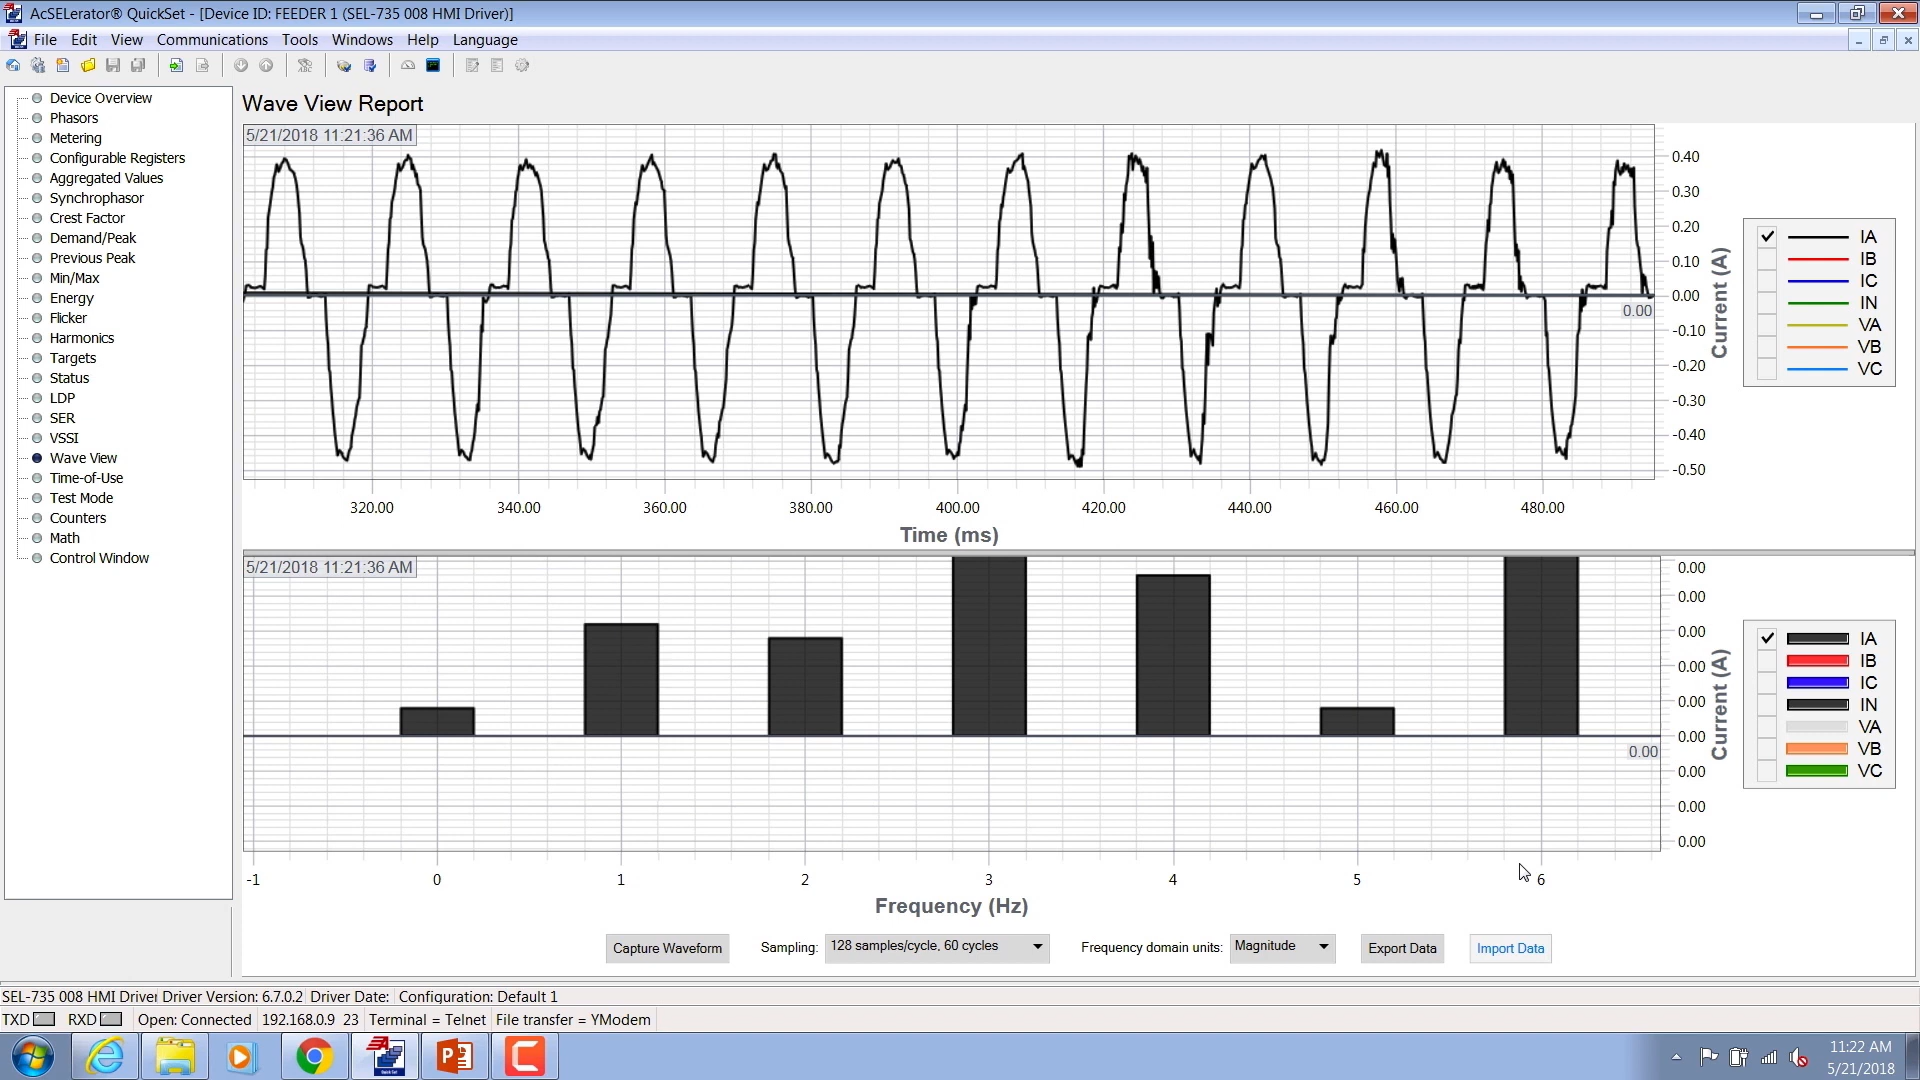 AcSELerator® QuickSet - [Device ID: FEEDER 1 (SEL-735 008 HMI Driver)]
File Edit View Communications Tools Windows Help Language
Device Overview
Phasors
Metering
Configurable Registers
Aggregated Values
Synchrophasor
Crest Factor
Demand/Peak
Previous Peak
Min/Max
Energy
Flicker
Harmonics
Targets
Status
LDP
SER
VSSI
Wave View
Time-of-Use
Test Mode
Counters
Math
Control Window
Wave View Report
5/21/2018 11:21:36 AM
0.40
0.30
0.20
0.10
0.00
-0.10
-0.20
-0.30
-0.40
-0.50
0.00
Current (A)
IA
IB
IC
IN
VA
VB
VC
320.00 340.00 360.00 380.00 400.00 420.00 440.00 460.00 480.00
Time (ms)
5/21/2018 11:21:36 AM
0.00
0.00
0.00
0.00
0.00
0.00
0.00
0.00
0.00
0.00
Current (A)
IA
IB
IC
IN
VA
VB
VC
-1 0 1 2 3 4 5 6
Frequency (Hz)
Capture Waveform Sampling: 128 samples/cycle, 60 cycles Frequency domain units: Magnitude Export Data Import Data
SEL-735 008 HMI Driver Driver Version: 6.7.0.2 Driver Date: Configuration: Default 1
TXD RXD Open: Connected 192.168.0.9 23 Terminal = Telnet File transfer = YModem
11:22 AM
5/21/2018